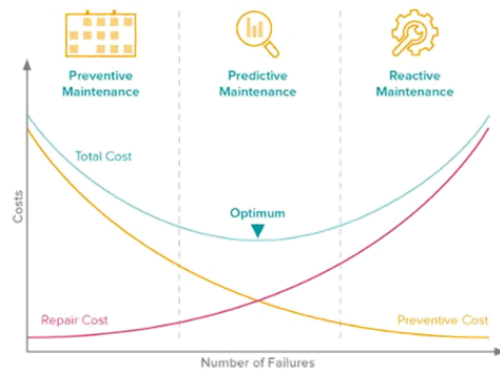 Preventive
Maintenance
Predictive
Maintenance
Reactive
Maintenance
Total Cost
Optimum
Costs
Repair Cost
Preventive Cost
Number of Failures